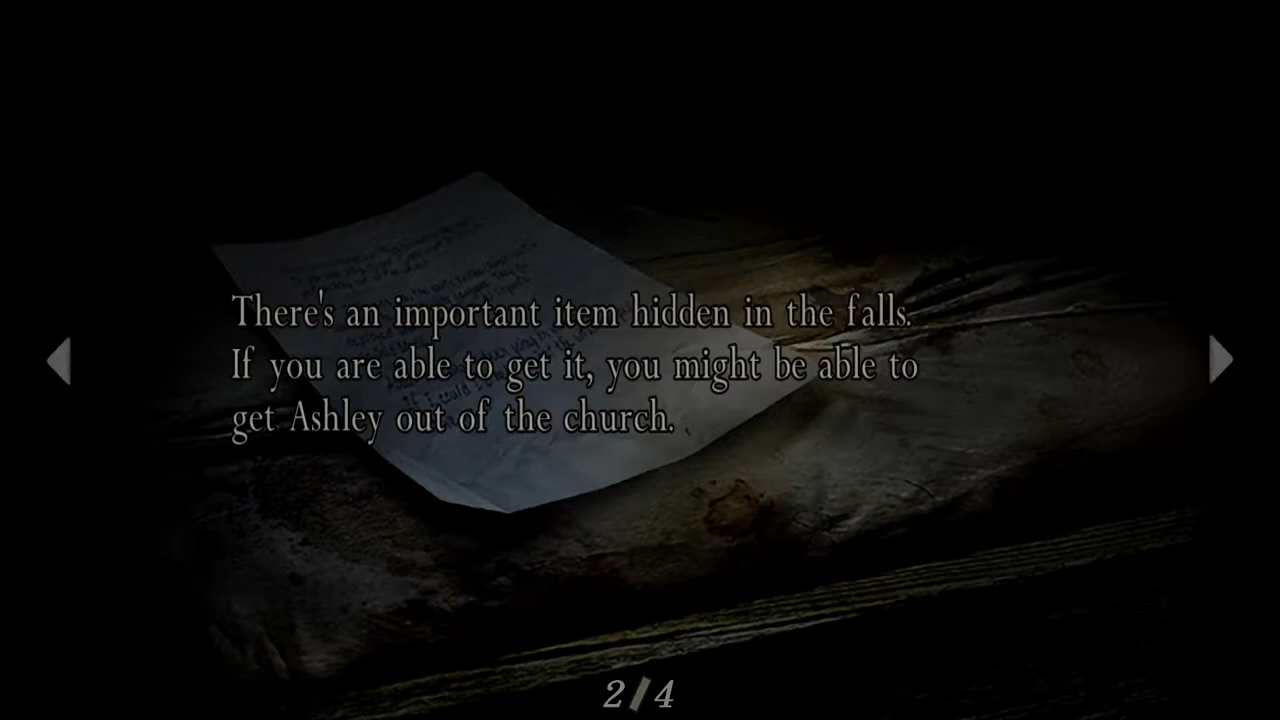 There's an important item hidden in the falls.
If you are able to get it, you might be able to
get Ashley out of the church.
2/4